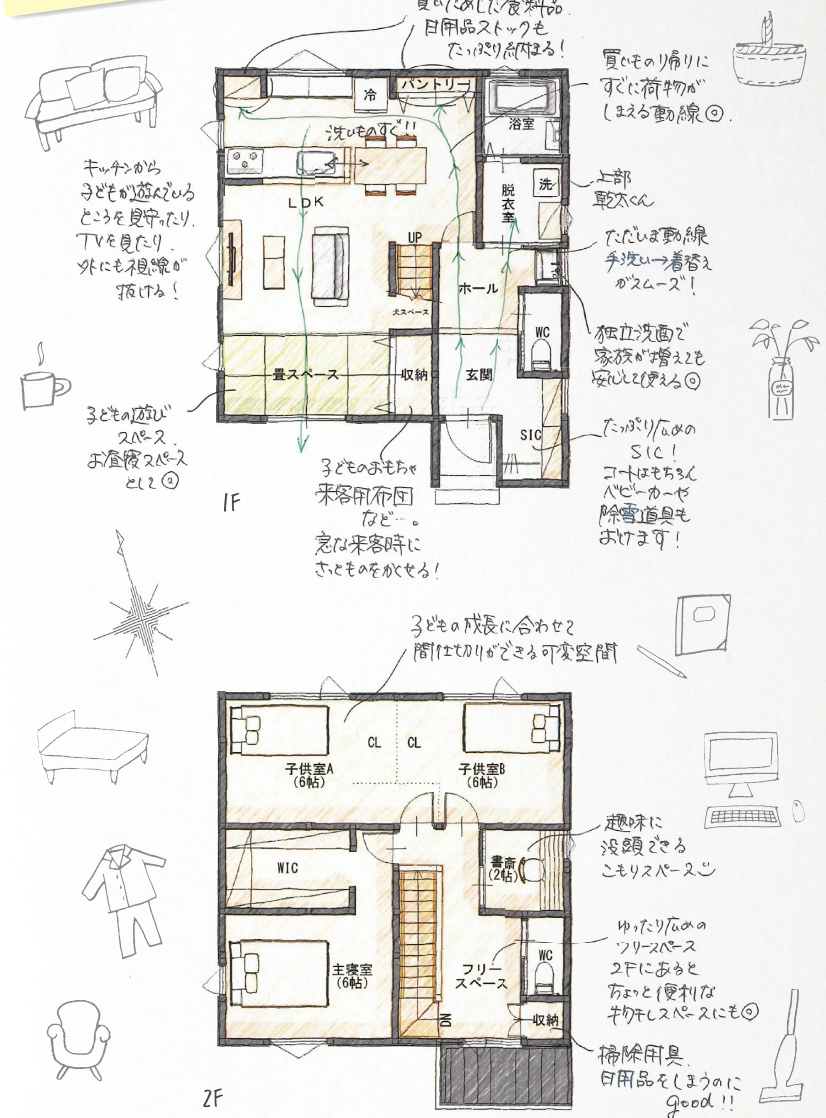 買いだめした食料品
日用品ストックも
たっぷり納まる!
買いもの帰りに
すぐに荷物が
しまえる動線◎.
冷
パントリー
浴室
洗いものすぐ!!
キッチンから
子どもが遊んでいる
ところを見守ったり.
TVを見たり.
外にも視線が
抜ける!
LDK
脱衣室
洗
上部
乾太くん
UP
ただいま動線
手洗い→着替え
がスムーズ!
ホール
犬スペース
WC
独立洗面で
家族が増えても
安心して使える◎
畳スペース
収納
玄関
子どもの遊び
スペース.
お昼寝スペース
として◎
SIC
たっぷり広めの
SIC!
コートはもちろん
ベビーカーや
除雪道具も
おけます!
子どものおもちゃ
来客用布団
など…。
急な来客時に
さっとものをかくせる!
1F
子どもの成長に合わせて
間仕切りができる可変空間
CL
CL
子供室A
(6帖)
子供室B
(6帖)
趣味に
没頭できる
こもりスペース
書斎
(2帖)
WIC
主寝室
(6帖)
フリー
スペース
WC
ゆったり広めの
フリースペース
2Fにあると
ちょっと便利な
物干しスペースにも◎
DN
収納
掃除用具.
日用品をしまうのに
good!!
2F